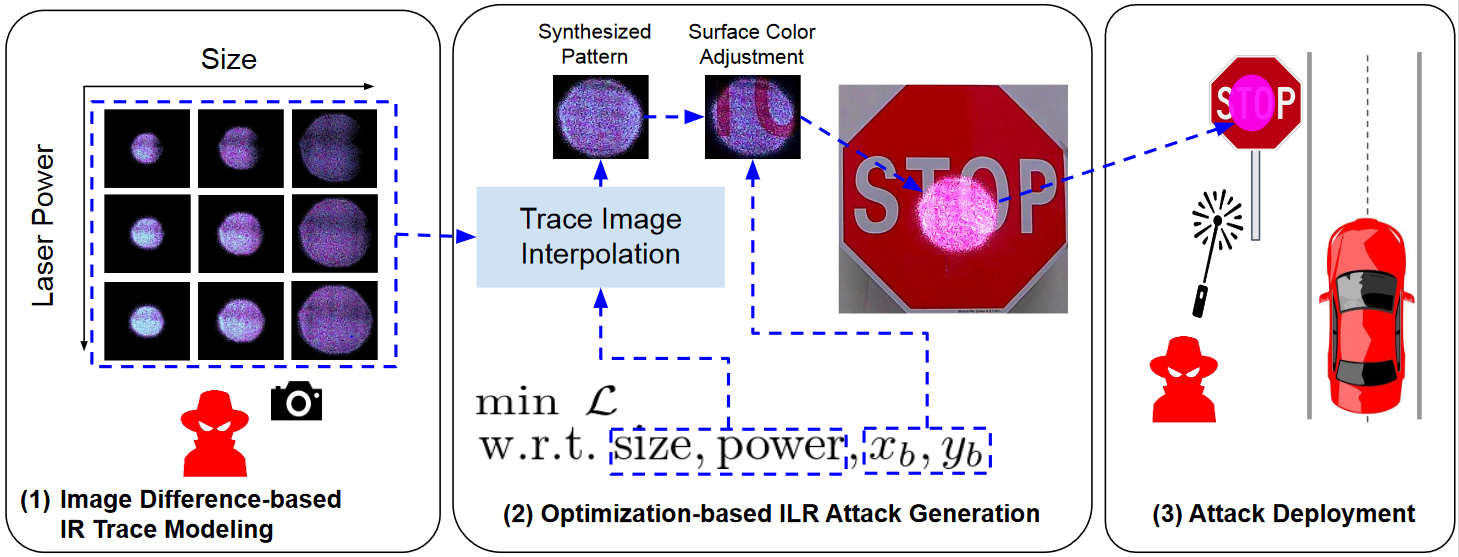 Size
Laser Power
(1) Image Difference-based
IR Trace Modeling
Synthesized
Pattern
Surface Color
Adjustment
Trace Image
Interpolation
STOP
min ℒ
w.r.t. size, power, x_b, y_b
(2) Optimization-based ILR Attack Generation
STOP
(3) Attack Deployment